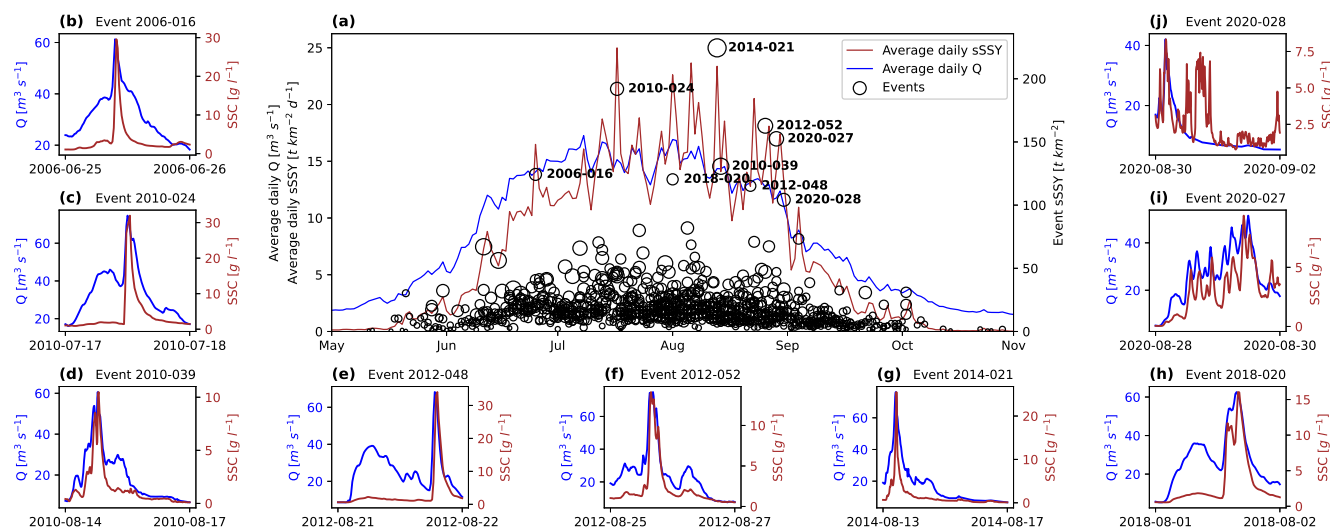 (b) Event 2006-016
Q [m³ s⁻¹]
60
40
20
SSC [g l⁻¹]
30
20
10
0
2006-06-25 2006-06-26
(a)
Average daily Q [m³ s⁻¹]
Average daily sSSY [t km⁻² d⁻¹]
25
20
15
10
5
0
Event sSSY [t km⁻²]
200
150
100
50
0
May Jun Jul Aug Sep Oct Nov
Average daily sSSY
Average daily Q
Events
2014-021
2010-024
2012-052
2020-027
2010-039
2006-016
2018-020
2012-048
2020-028
(j) Event 2020-028
Q [m³ s⁻¹]
40
20
SSC [g l⁻¹]
7.5
5.0
2.5
2020-08-30 2020-09-02
(c) Event 2010-024
Q [m³ s⁻¹]
60
40
20
SSC [g l⁻¹]
30
20
10
0
2010-07-17 2010-07-18
(i) Event 2020-027
Q [m³ s⁻¹]
40
20
SSC [g l⁻¹]
5
0
2020-08-28 2020-08-30
(d) Event 2010-039
Q [m³ s⁻¹]
60
40
20
SSC [g l⁻¹]
10
5
0
2010-08-14 2010-08-17
(e) Event 2012-048
Q [m³ s⁻¹]
60
40
20
SSC [g l⁻¹]
30
20
10
0
2012-08-21 2012-08-22
(f) Event 2012-052
Q [m³ s⁻¹]
60
40
20
SSC [g l⁻¹]
10
5
0
2012-08-25 2012-08-27
(g) Event 2014-021
Q [m³ s⁻¹]
60
40
20
SSC [g l⁻¹]
20
10
0
2014-08-13 2014-08-17
(h) Event 2018-020
Q [m³ s⁻¹]
60
40
20
SSC [g l⁻¹]
15
10
5
0
2018-08-01 2018-08-02